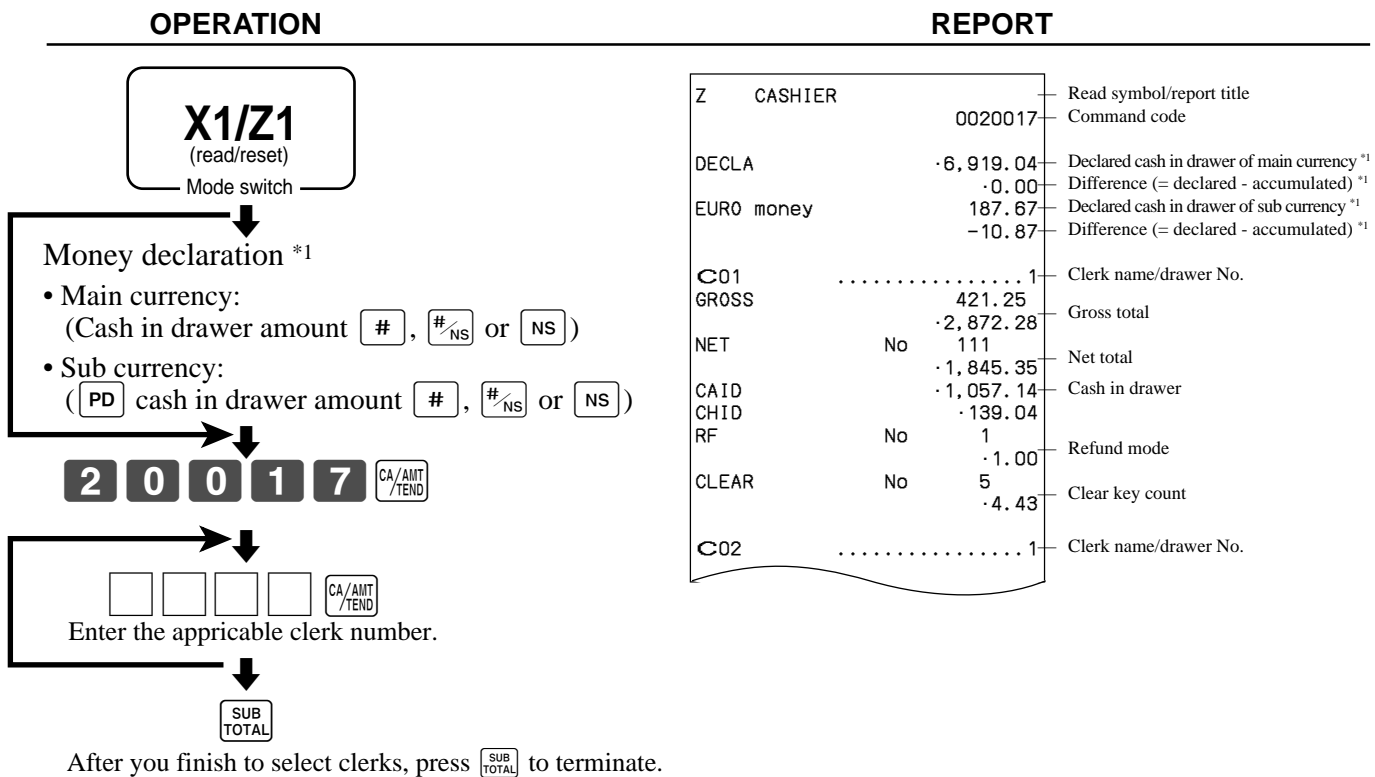 OPERATION
REPORT
X1/Z1
(read/reset)
Mode switch
Money declaration *1
• Main currency:
(Cash in drawer amount #, #/NS or NS)
• Sub currency:
(PD cash in drawer amount #, #/NS or NS)
2 0 0 1 7 CA/AMT/TEND
CA/AMT/TEND
Enter the appricable clerk number.
SUB TOTAL
After you finish to select clerks, press SUB TOTAL to terminate.
Z CASHIER Read symbol/report title
0020017 Command code
DECLA ·6,919.04 Declared cash in drawer of main currency *1
·0.00 Difference (= declared - accumulated) *1
EURO money 187.67 Declared cash in drawer of sub currency *1
-10.87 Difference (= declared - accumulated) *1
C01 ................1 Clerk name/drawer No.
GROSS 421.25
Gross total
·2,872.28
NET No 111
Net total
·1,845.35
CAID ·1,057.14 Cash in drawer
CHID ·139.04
RF No 1
Refund mode
·1.00
CLEAR No 5
Clear key count
·4.43
C02 ................1 Clerk name/drawer No.